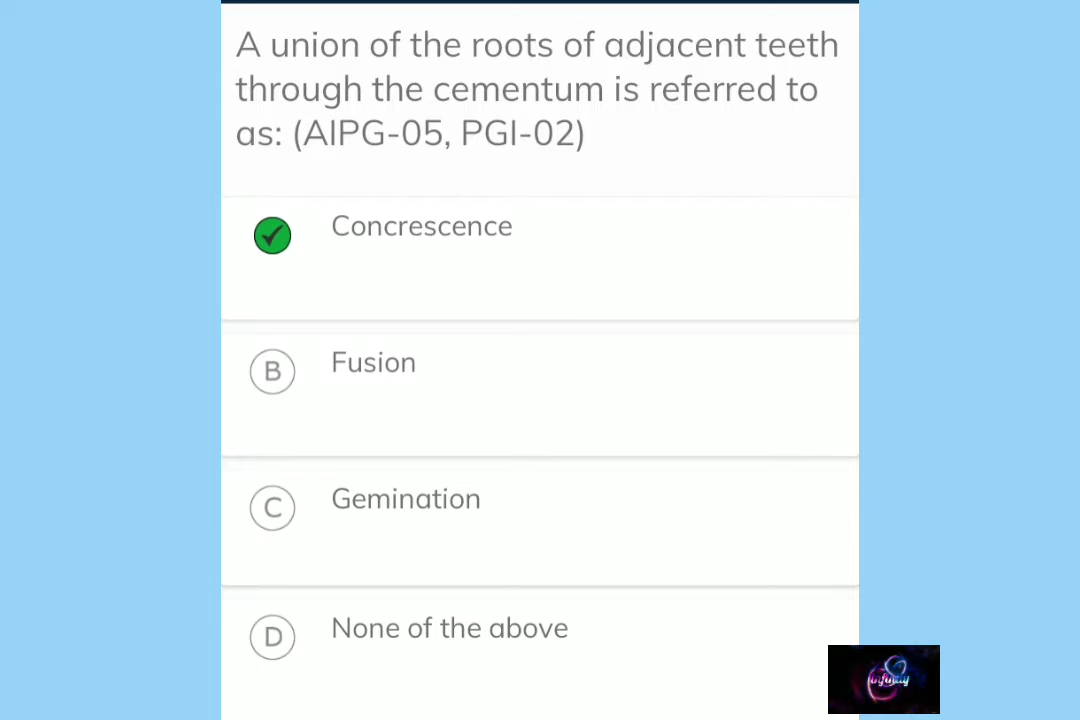 A union of the roots of adjacent teeth
through the cementum is referred to
as: (AIPG-05, PGI-02)
Concrescence
B
Fusion
C
Gemination
D
None of the above
infinity